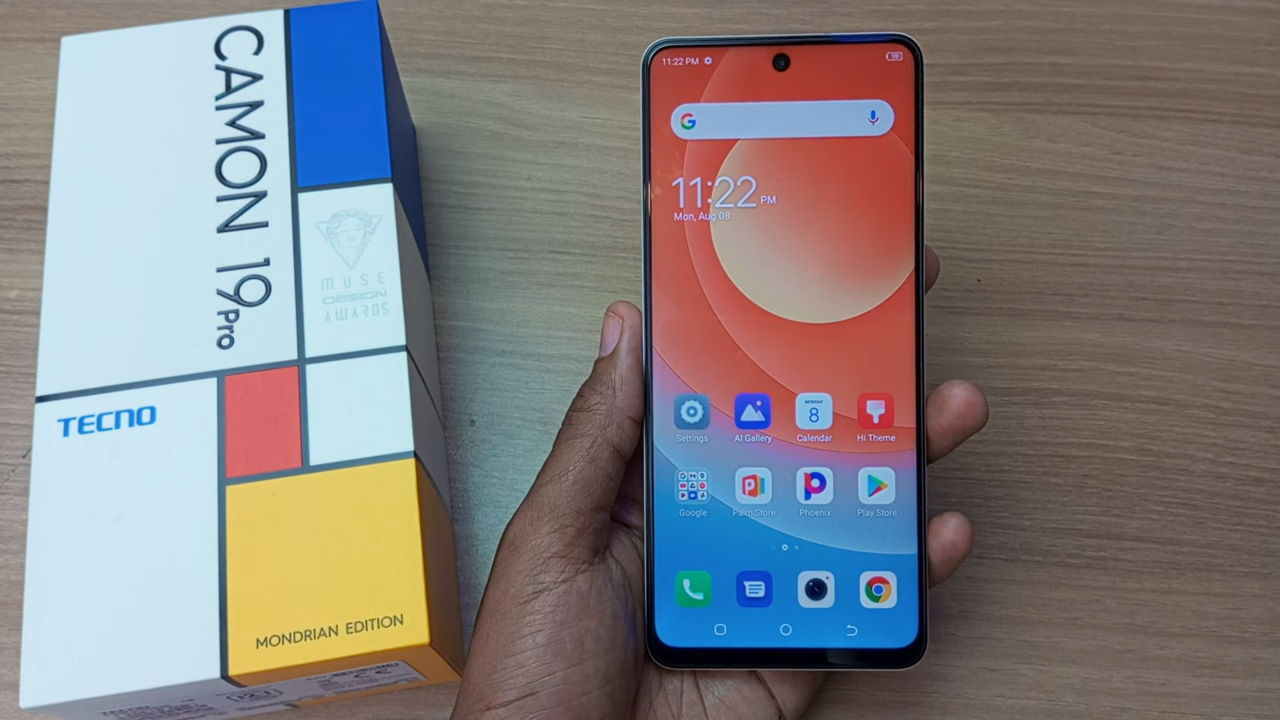 CAMON 19 Pro
MUSE
DESIGN
AWARDS
TECNO
MONDRIAN EDITION
11:22 PM
G
11:22 PM
Mon, Aug 08
Settings
AI Gallery
MONDAY
8
Calendar
Hi Theme
Google
Palm Store
Phoenix
Play Store